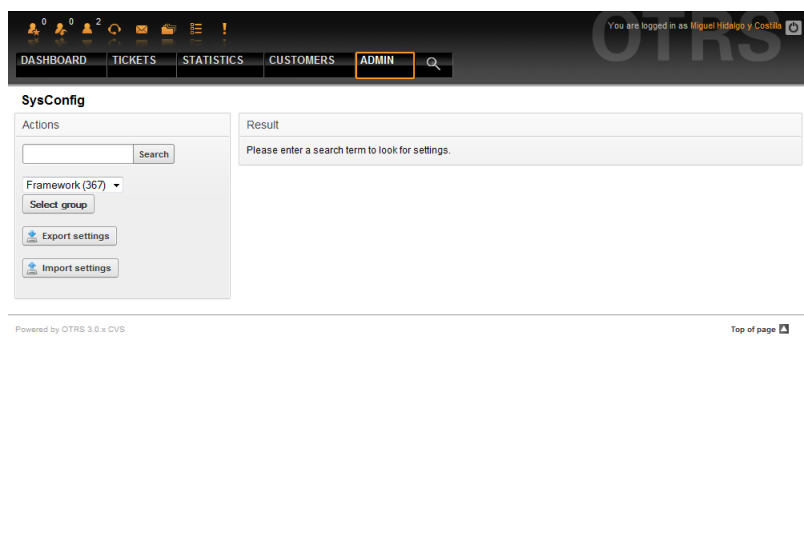 0 0 2
OTRS
You are logged in as Miguel Hidalgo y Costilla
DASHBOARD TICKETS STATISTICS CUSTOMERS ADMIN
SysConfig
Actions
Search
Framework (367)
Select group
Export settings
Import settings
Result
Please enter a search term to look for settings.
Powered by OTRS 3.0.x CVS
Top of page